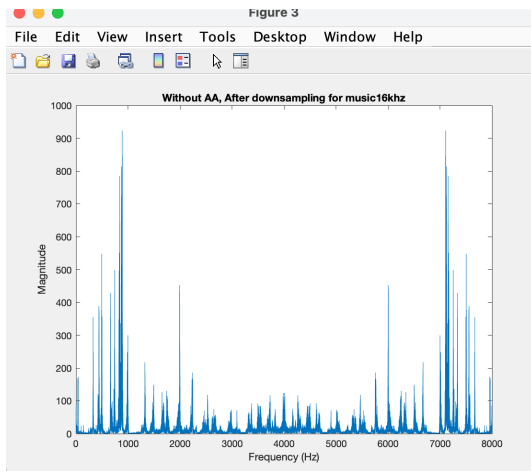 Figure 3
File Edit View Insert Tools Desktop Window Help
Without AA, After downsampling for music16khz
1000
900
800
700
600
500
400
300
200
100
0
Magnitude
0 1000 2000 3000 4000 5000 6000 7000 8000
Frequency (Hz)